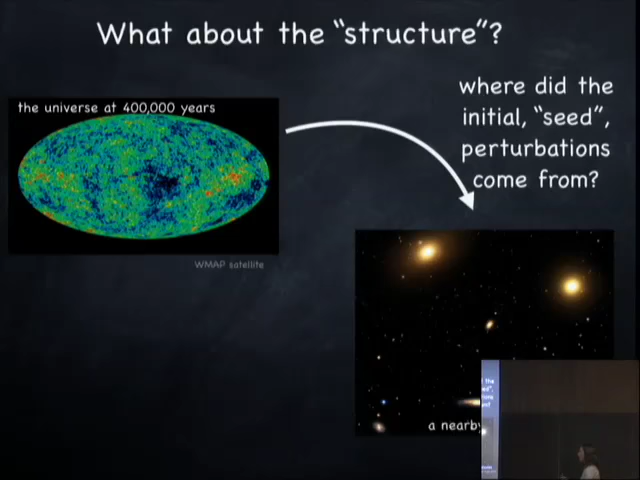 What about the “structure”?
the universe at 400,000 years
where did the
initial, “seed”,
perturbations
come from?
WMAP satellite
a nearby